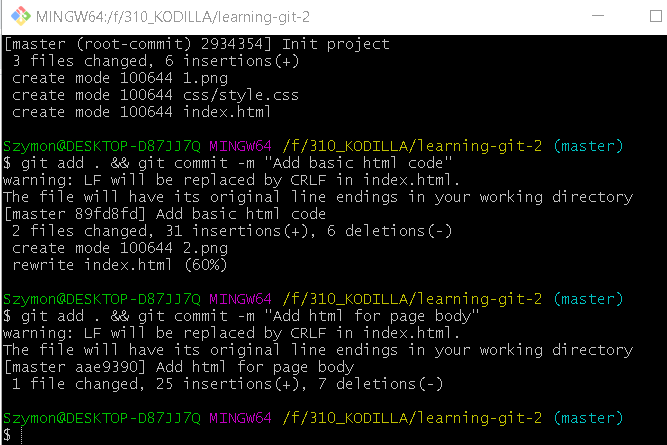 MINGW64:/f/310_KODILLA/learning-git-2
[master (root-commit) 2934354] Init project
3 files changed, 6 insertions(+)
create mode 100644 1.png
create mode 100644 css/style.css
create mode 100644 index.html
Szymon@DESKTOP-D87JJ7Q MINGW64 /f/310_KODILLA/learning-git-2 (master)
$ git add . && git commit -m "Add basic html code"
warning: LF will be replaced by CRLF in index.html.
The file will have its original line endings in your working directory
[master 89fd8fd] Add basic html code
2 files changed, 31 insertions(+), 6 deletions(-)
create mode 100644 2.png
rewrite index.html (60%)
Szymon@DESKTOP-D87JJ7Q MINGW64 /f/310_KODILLA/learning-git-2 (master)
$ git add . && git commit -m "Add html for page body"
warning: LF will be replaced by CRLF in index.html.
The file will have its original line endings in your working directory
[master aae9390] Add html for page body
1 file changed, 25 insertions(+), 7 deletions(-)
Szymon@DESKTOP-D87JJ7Q MINGW64 /f/310_KODILLA/learning-git-2 (master)
$